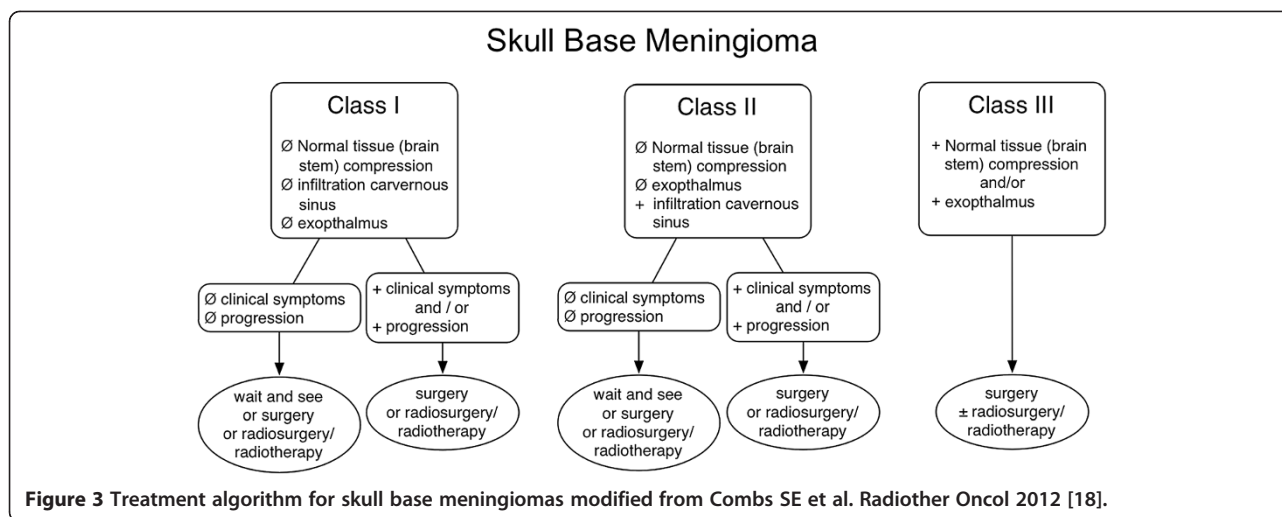 Skull Base Meningioma
Class I
Ø Normal tissue (brain
stem) compression
Ø infiltration carvernous
sinus
Ø exopthalmus
Ø clinical symptoms
Ø progression
+ clinical symptoms
and / or
+ progression
wait and see
or surgery
or radiosurgery/
radiotherapy
surgery
or radiosurgery/
radiotherapy
Class II
Ø Normal tissue (brain
stem) compression
Ø exopthalmus
+ infiltration cavernous
sinus
Ø clinical symptoms
Ø progression
+ clinical symptoms
and / or
+ progression
wait and see
or surgery
or radiosurgery/
radiotherapy
surgery
or radiosurgery/
radiotherapy
Class III
+ Normal tissue (brain
stem) compression
and/or
+ exopthalmus
surgery
± radiosurgery/
radiotherapy
Figure 3 Treatment algorithm for skull base meningiomas modified from Combs SE et al. Radiother Oncol 2012 [18].